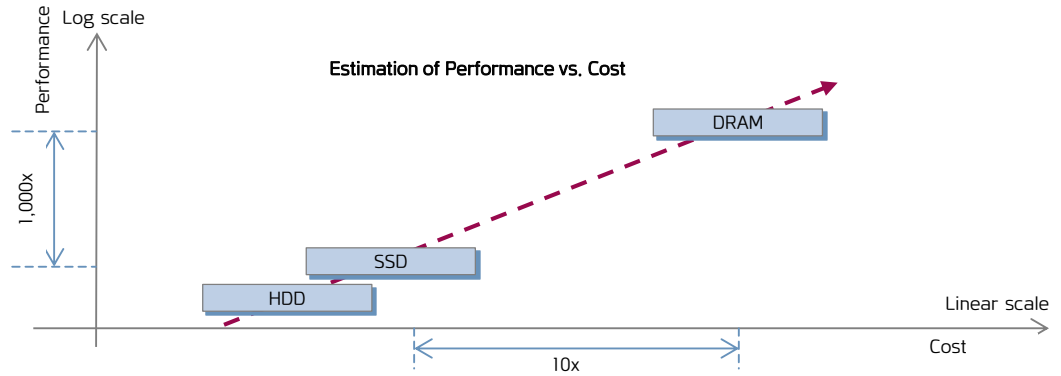 Log scale
Performance
Estimation of Performance vs. Cost
DRAM
1,000x
SSD
HDD
Linear scale
Cost
10x